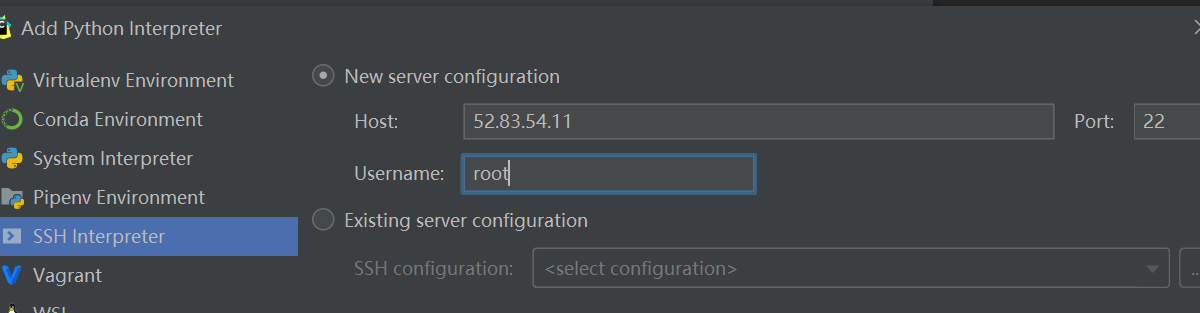 Add Python Interpreter
Virtualenv Environment
Conda Environment
System Interpreter
Pipenv Environment
SSH Interpreter
Vagrant
WSL
New server configuration
Host: 52.83.54.11 Port: 22
Username: root
Existing server configuration
SSH configuration: <select configuration> ...